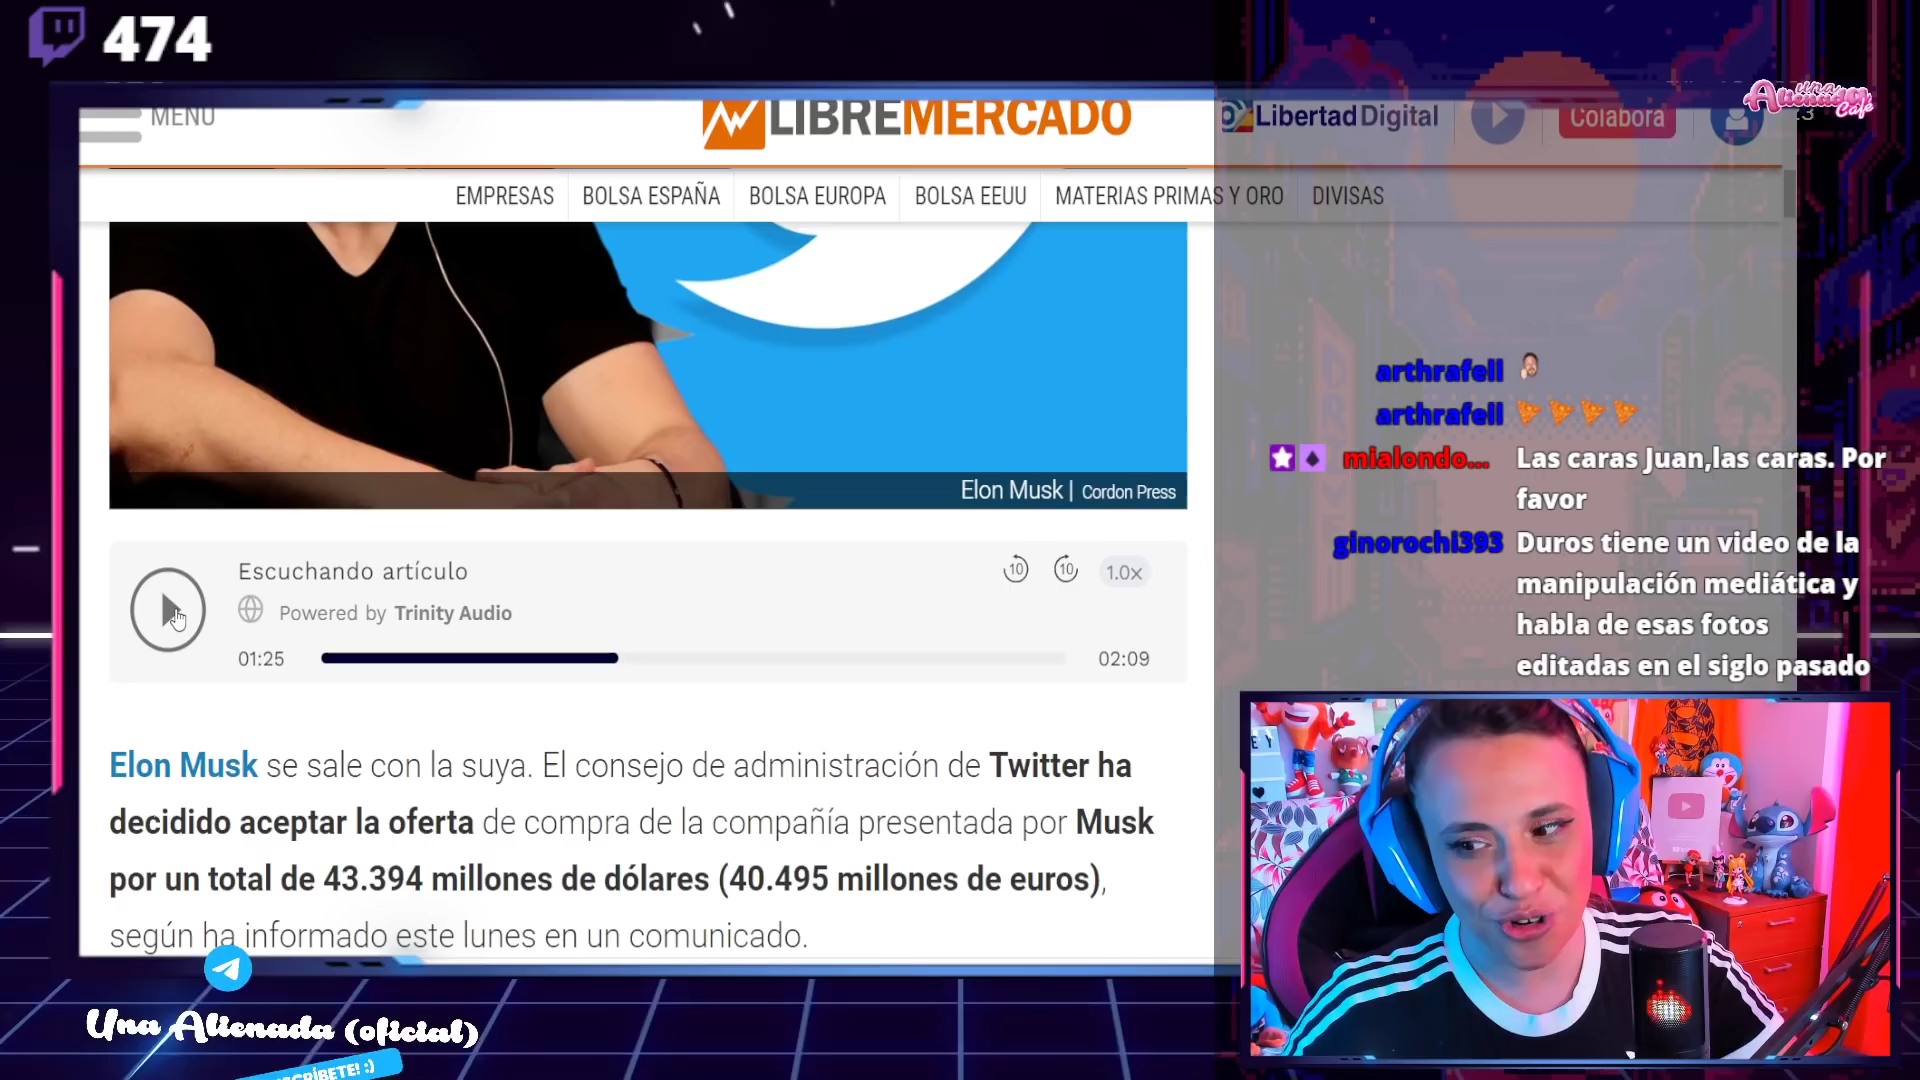 474
MENÚ
LIBREMERCADO
Libertad Digital
Colabora
una
Alienada
Cafe
EMPRESAS
BOLSA ESPAÑA
BOLSA EUROPA
BOLSA EEUU
MATERIAS PRIMAS Y ORO
DIVISAS
Elon Musk | Cordon Press
Escuchando artículo
10
10
1.0x
Powered by Trinity Audio
01:25
02:09
Elon Musk se sale con la suya. El consejo de administración de Twitter ha
decidido aceptar la oferta de compra de la compañía presentada por Musk
por un total de 43.394 millones de dólares (40.495 millones de euros),
según ha informado este lunes en un comunicado.
arthrafell
arthrafell
mialondo... Las caras Juan,las caras. Por
favor
ginorochi393 Duros tiene un video de la
manipulación mediática y
habla de esas fotos
editadas en el siglo pasado
Una Alienada (oficial)